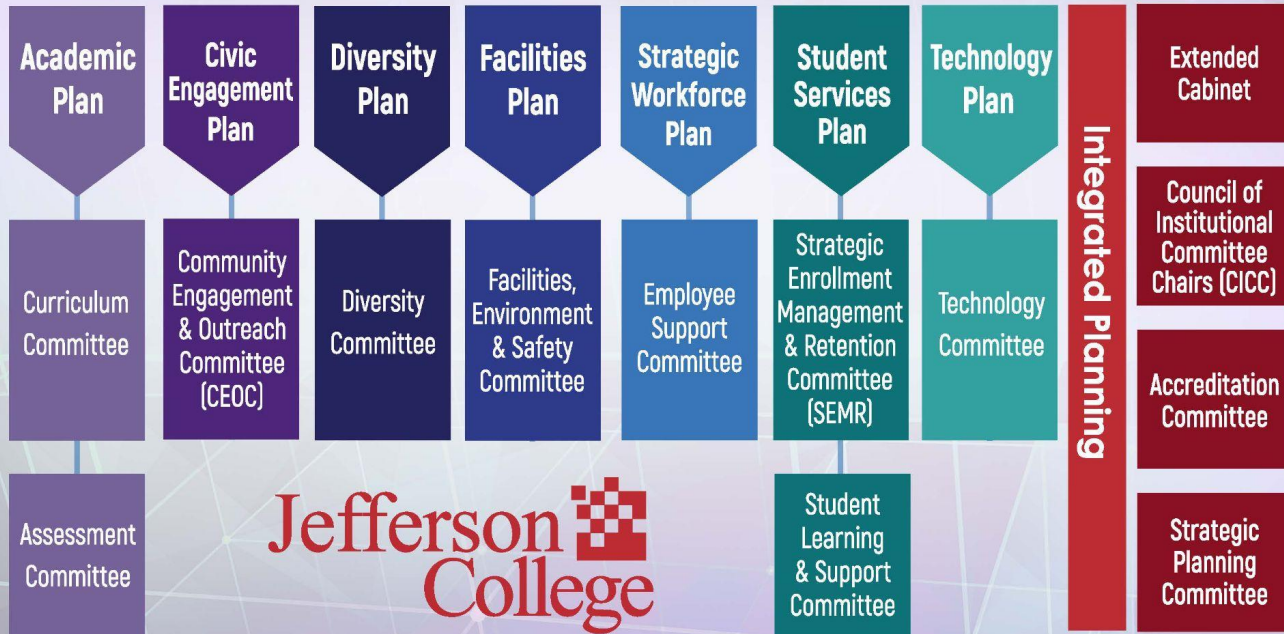 Academic
Plan
Civic
Engagement
Plan
Diversity
Plan
Facilities
Plan
Strategic
Workforce
Plan
Student
Services
Plan
Technology
Plan
Curriculum
Committee
Community
Engagement
& Outreach
Committee
(CEOC)
Diversity
Committee
Facilities,
Environment
& Safety
Committee
Employee
Support
Committee
Strategic
Enrollment
Management
& Retention
Committee
(SEMR)
Technology
Committee
Assessment
Committee
Jefferson
College
Student
Learning
& Support
Committee
Integrated Planning
Extended
Cabinet
Council of
Institutional
Committee
Chairs (CICC)
Accreditation
Committee
Strategic
Planning
Committee